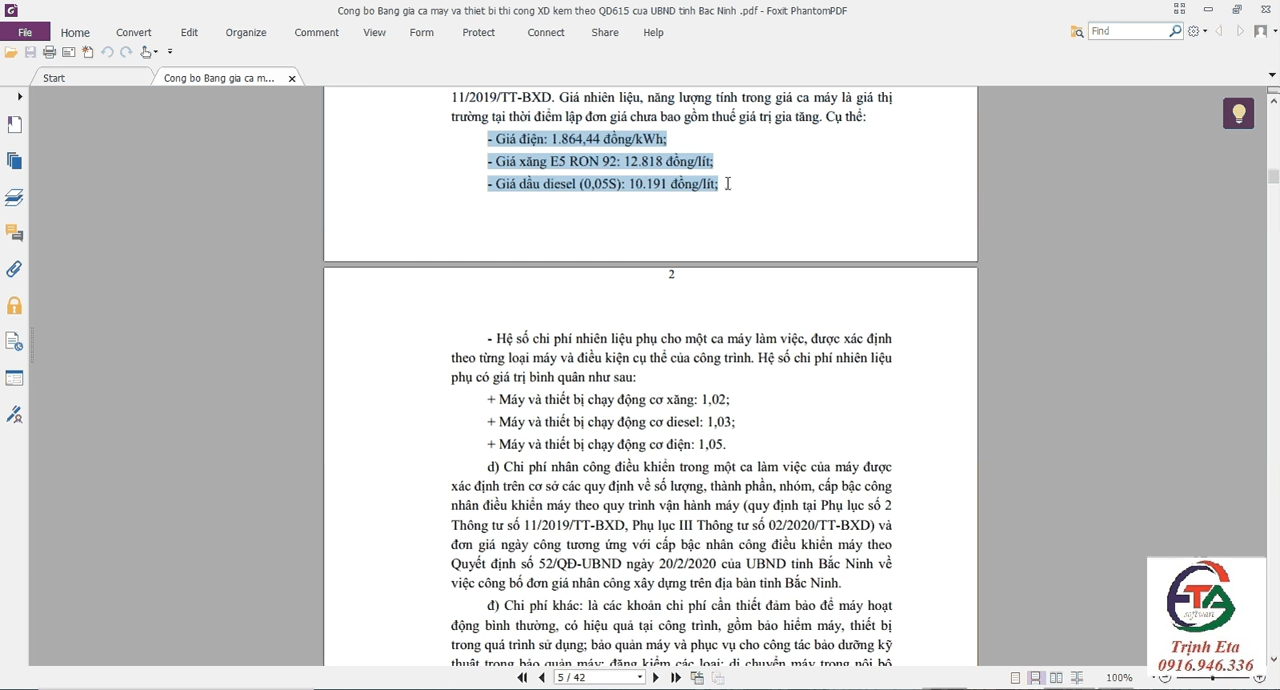 Cong bo Bang gia ca may va thiet bi thi cong XD kem theo QD615 cua UBND tinh Bac Ninh .pdf - Foxit PhantomPDF
File Home Convert Edit Organize Comment View Form Protect Connect Share Help Find
Start Cong bo Bang gia ca m...
11/2019/TT-BXD. Giá nhiên liệu, năng lượng tính trong giá ca máy là giá thị
trường tại thời điểm lập đơn giá chưa bao gồm thuế giá trị gia tăng. Cụ thể:
- Giá điện: 1.864,44 đồng/kWh;
- Giá xăng E5 RON 92: 12.818 đồng/lít;
- Giá dầu diesel (0,05S): 10.191 đồng/lít;
2
- Hệ số chi phí nhiên liệu phụ cho một ca máy làm việc, được xác định
theo từng loại máy và điều kiện cụ thể của công trình. Hệ số chi phí nhiên liệu
phụ có giá trị bình quân như sau:
+ Máy và thiết bị chạy động cơ xăng: 1,02;
+ Máy và thiết bị chạy động cơ diesel: 1,03;
+ Máy và thiết bị chạy động cơ điện: 1,05.
d) Chi phí nhân công điều khiển trong một ca làm việc của máy được
xác định trên cơ sở các quy định về số lượng, thành phần, nhóm, cấp bậc công
nhân điều khiển máy theo quy trình vận hành máy (quy định tại Phụ lục số 2
Thông tư số 11/2019/TT-BXD, Phụ lục III Thông tư số 02/2020/TT-BXD) và
đơn giá ngày công tương ứng với cấp bậc nhân công điều khiển máy theo
Quyết định số 52/QĐ-UBND ngày 20/2/2020 của UBND tỉnh Bắc Ninh về
việc công bố đơn giá nhân công xây dựng trên địa bàn tỉnh Bắc Ninh.
đ) Chi phí khác: là các khoản chi phí cần thiết đảm bảo để máy hoạt
động bình thường, có hiệu quả tại công trình, gồm bảo hiểm máy, thiết bị
trong quá trình sử dụng; bảo quản máy và phục vụ cho công tác bảo dưỡng kỹ
thuật trong bảo quản máy; đăng kiểm các loại; di chuyển máy trong nội bộ
ETA
software
Trịnh Eta
0916.946.336
5 / 42
100%